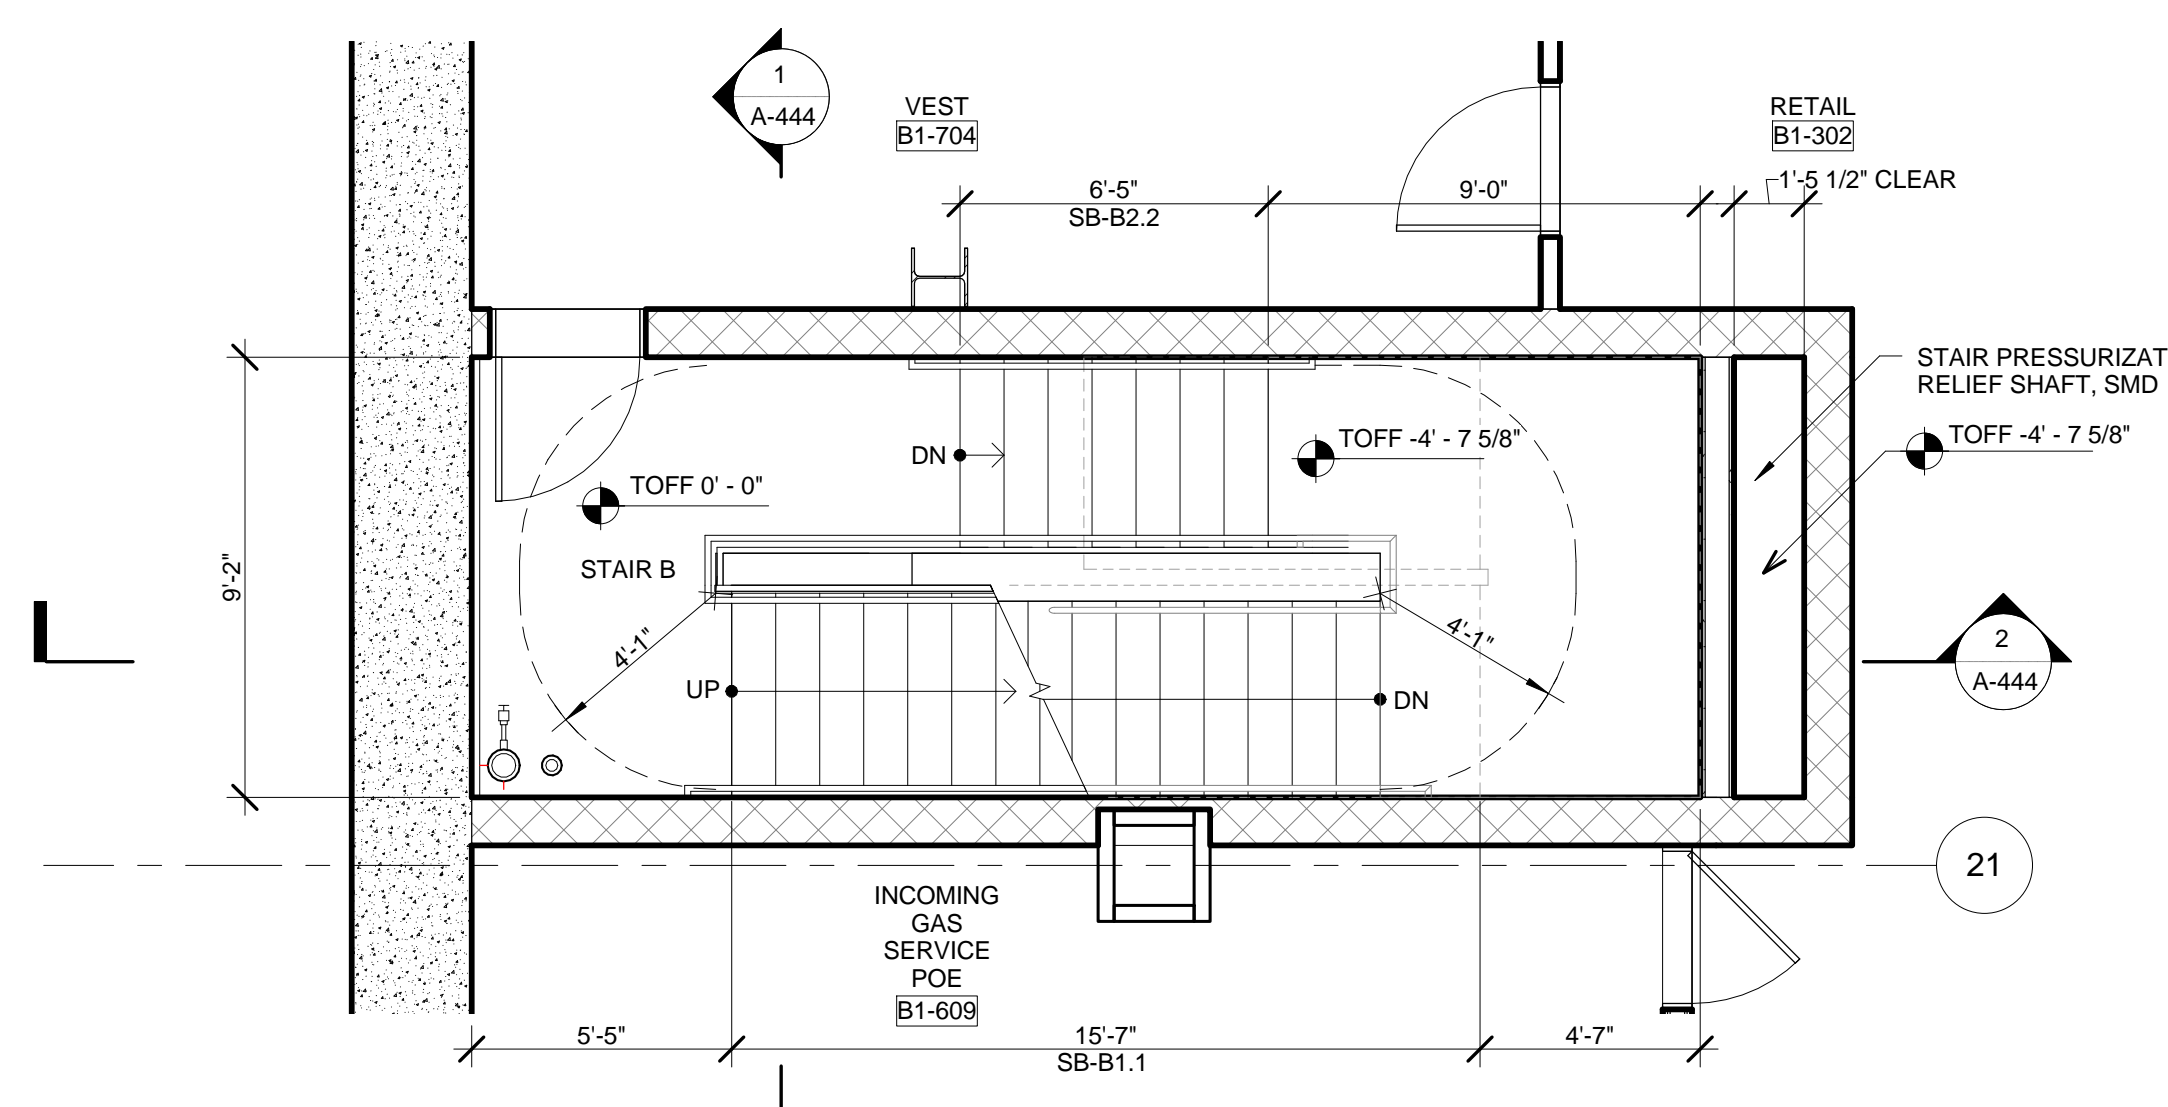 1
A-444
VEST
B1-704
RETAIL
B1-302
1'-5 1/2" CLEAR
6'-5"
SB-B2.2
9'-0"
STAIR PRESSURIZAT
RELIEF SHAFT, SMD
TOFF -4' - 7 5/8"
DN
TOFF -4' - 7 5/8"
TOFF 0' - 0"
STAIR B
9'-2"
4'-1"
4'-1"
UP
DN
2
A-444
21
INCOMING
GAS
SERVICE
POE
B1-609
5'-5"
15'-7"
SB-B1.1
4'-7"